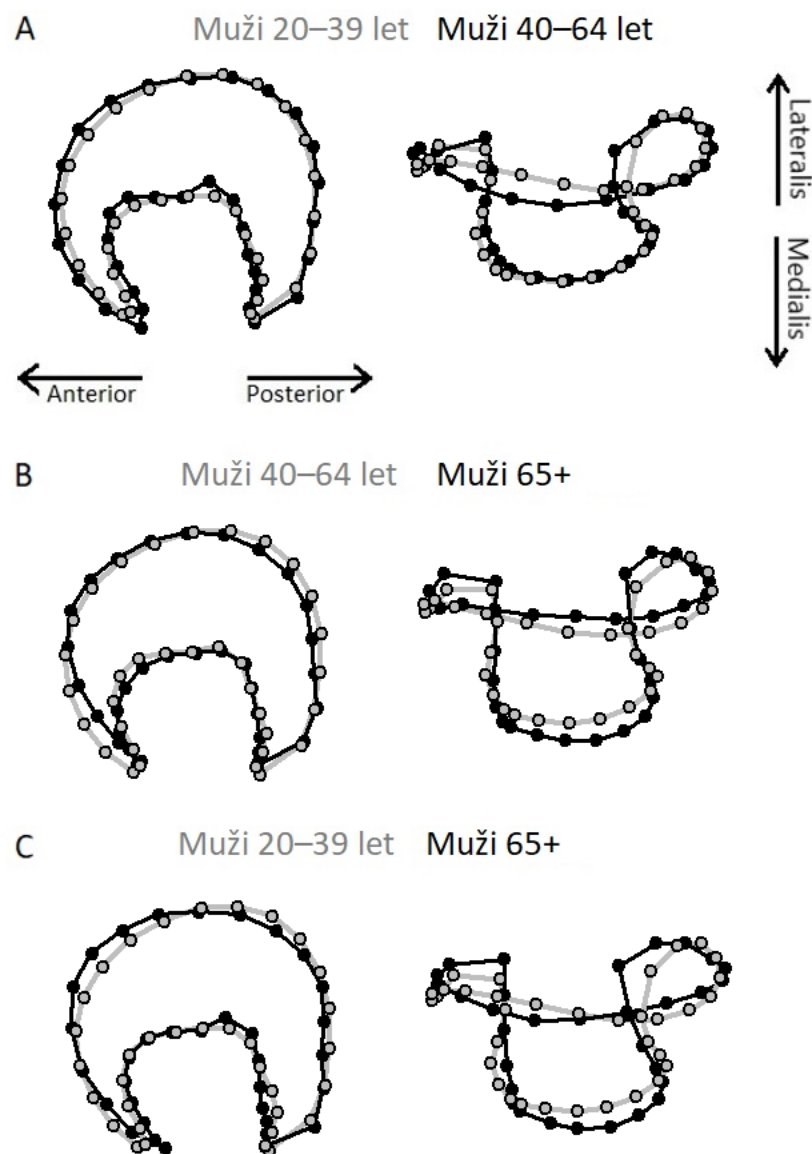 A
Muži 20–39 let Muži 40–64 let
Lateralis
Medialis
Anterior
Posterior
B
Muži 40–64 let Muži 65+
C
Muži 20–39 let Muži 65+